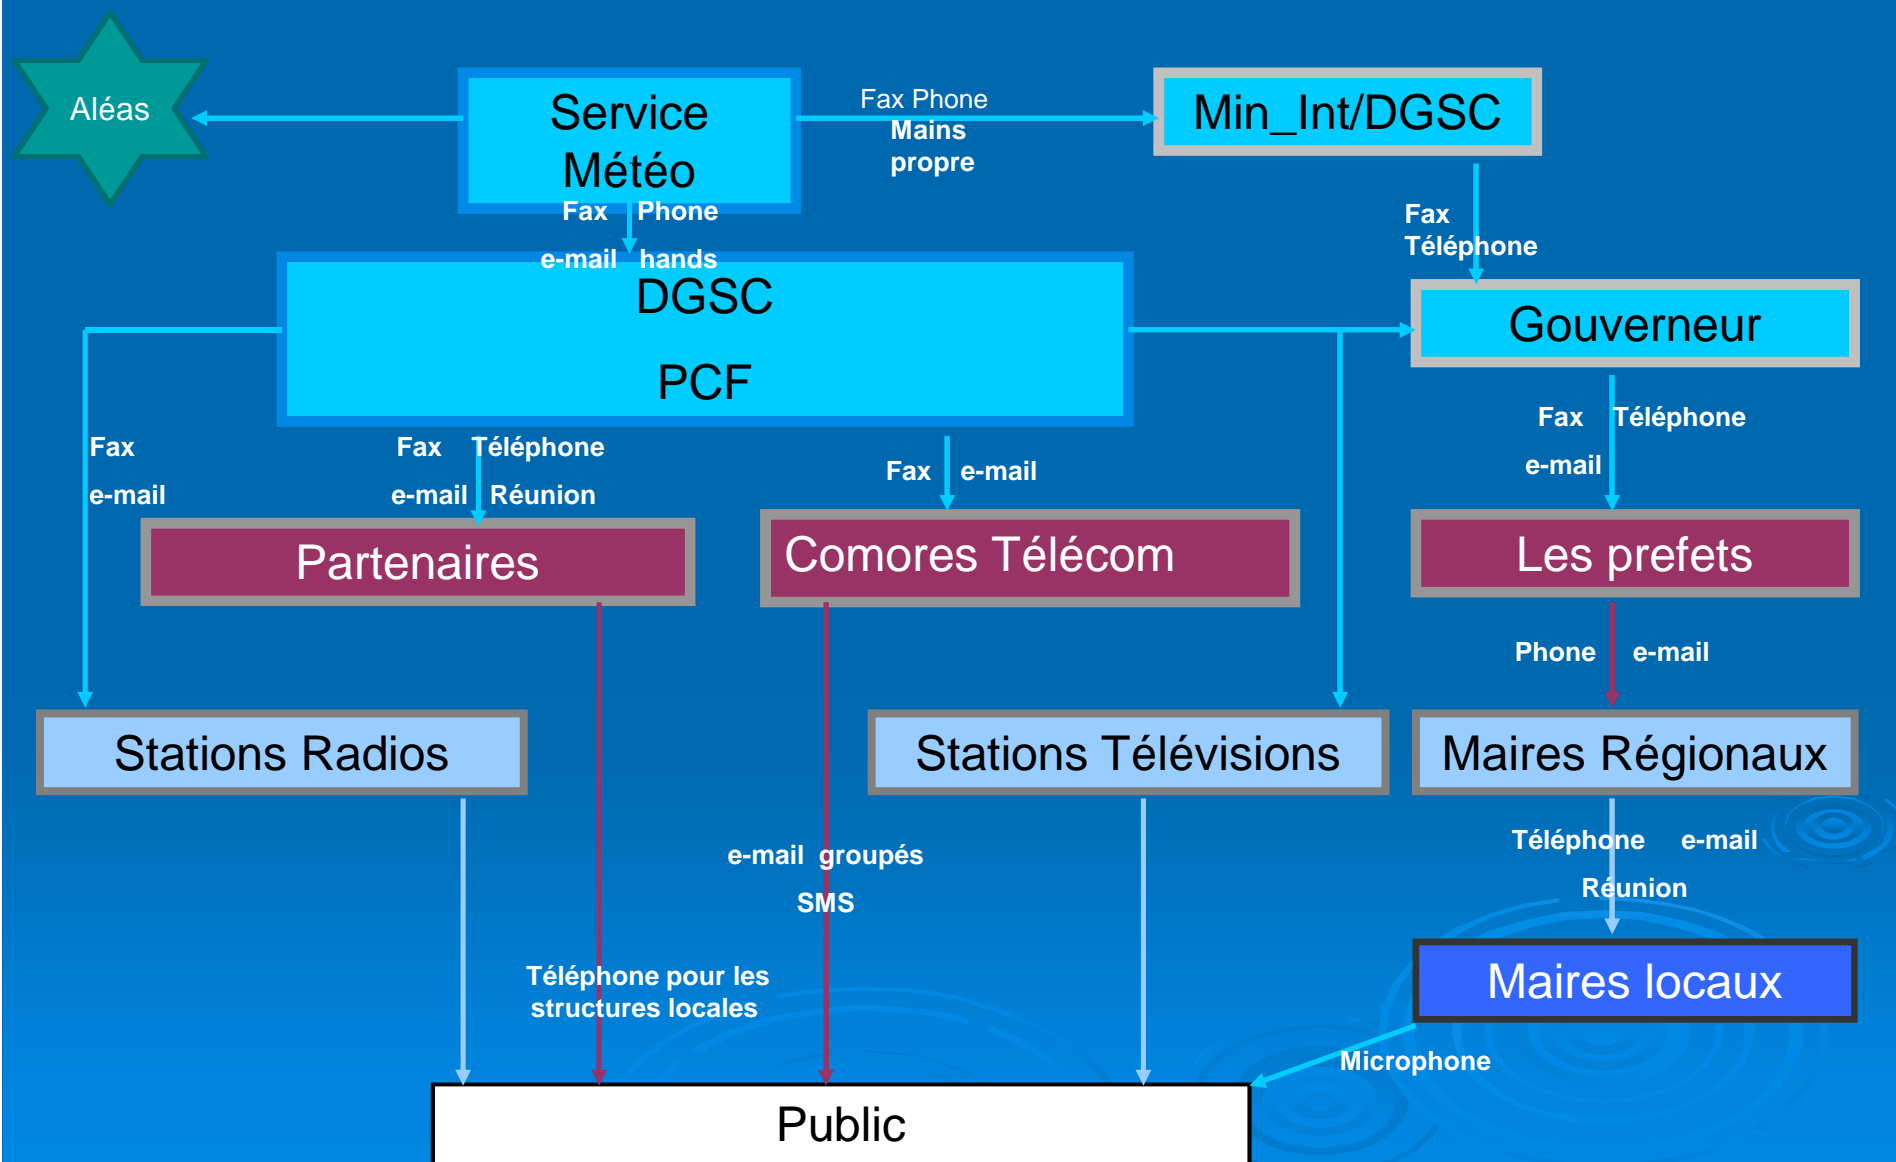 Aléas
Service
Météo
Fax Phone
Mains
propre
Min_Int/DGSC
Fax Phone
e-mail hands
Fax
Téléphone
DGSC
PCF
Gouverneur
Fax
e-mail
Fax Téléphone
e-mail Réunion
Fax e-mail
Fax Téléphone
e-mail
Partenaires
Comores Télécom
Les prefets
Phone e-mail
Stations Radios
Stations Télévisions
Maires Régionaux
e-mail groupés
SMS
Téléphone e-mail
Réunion
Téléphone pour les
structures locales
Maires locaux
Microphone
Public